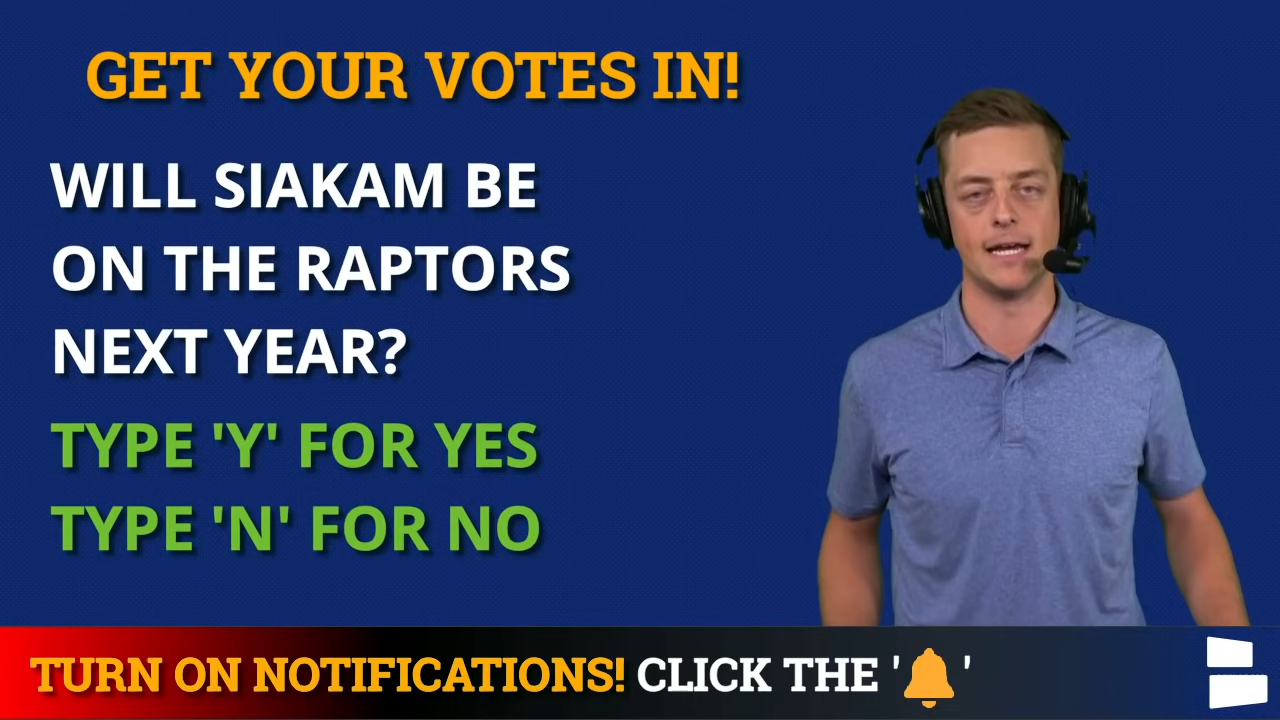 GET YOUR VOTES IN!
WILL SIAKAM BE
ON THE RAPTORS
NEXT YEAR?
TYPE 'Y' FOR YES
TYPE 'N' FOR NO
TURN ON NOTIFICATIONS! CLICK THE ' '